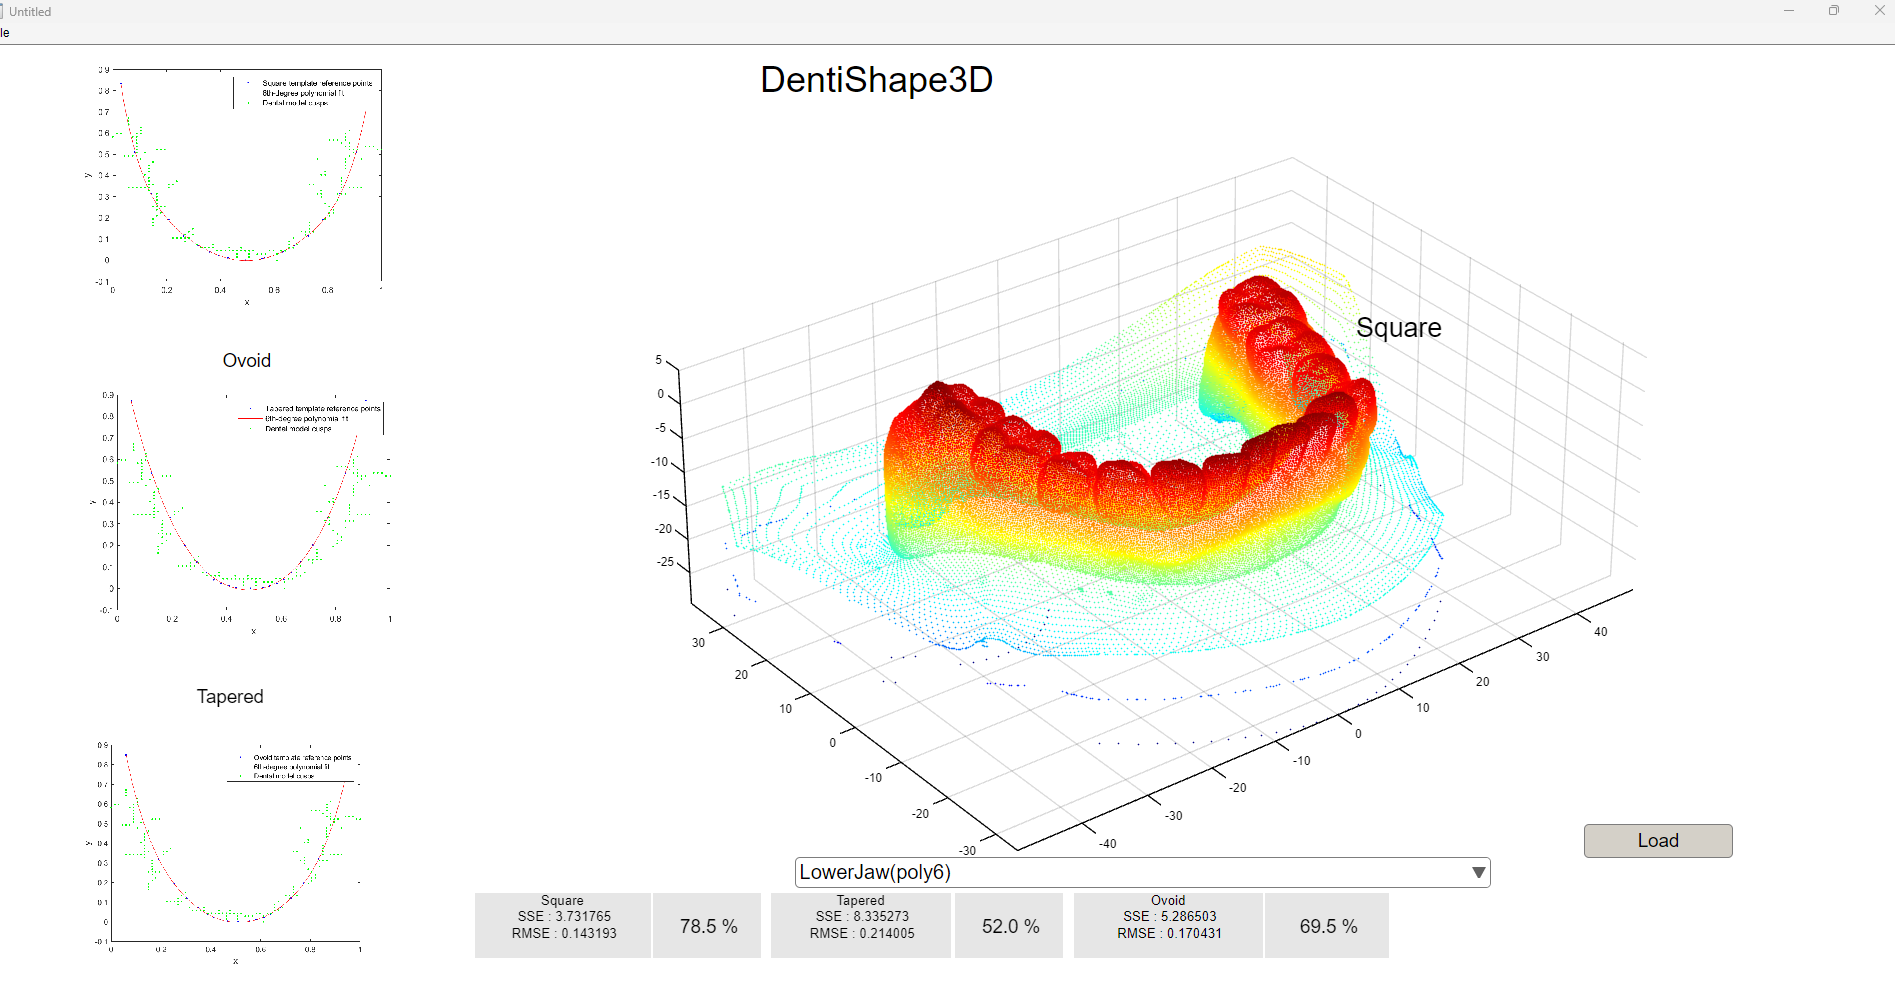 Untitled
le
DentiShape3D
0.9
0.8
0.7
0.6
0.5
0.4
0.3
0.2
0.1
0
-0.1
y
0
0.2
0.4
0.6
0.8
x
Square template reference points
6th-degree polynomial fit
Dental model cusps
Ovoid
0.9
0.8
0.7
0.6
0.5
0.4
0.3
0.2
0.1
0
-0.1
y
0
0.2
0.4
0.6
0.8
1
x
Tapered template reference points
6th-degree polynomial fit
Dental model cusps
Tapered
0.9
0.8
0.7
0.6
0.5
0.4
0.3
0.2
0.1
0
-0.1
y
0
0.2
0.4
0.6
0.8
1
x
Ovoid template reference points
6th-degree polynomial fit
Dental model cusps
Square
5
0
-5
-10
-15
-20
-25
30
20
10
0
-10
-20
-30
-40
-30
-20
-10
0
10
20
30
40
Load
LowerJaw(poly6)
Square
SSE : 3.731765
RMSE : 0.143193
78.5 %
Tapered
SSE : 8.335273
RMSE : 0.214005
52.0 %
Ovoid
SSE : 5.286503
RMSE : 0.170431
69.5 %